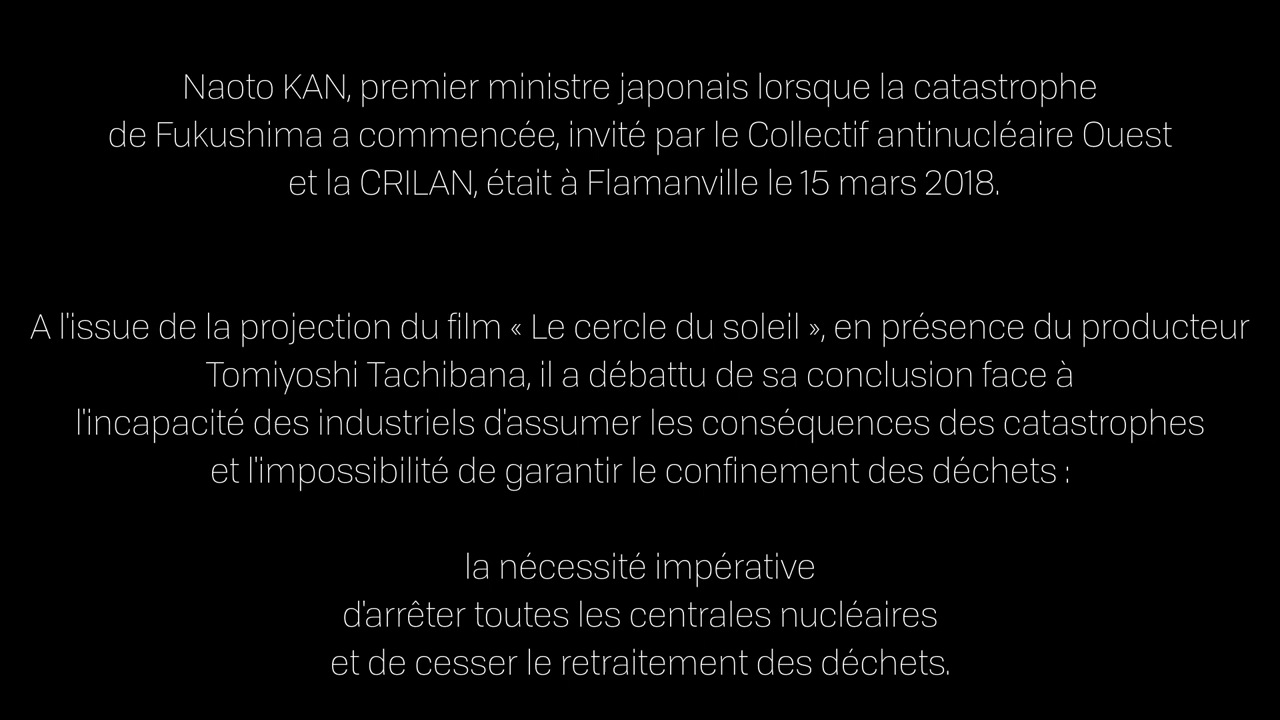 Naoto KAN, premier ministre japonais lorsque la catastrophe
de Fukushima a commencée, invité par le Collectif antinucléaire Ouest
et la CRILAN, était à Flamanville le 15 mars 2018.
A l'issue de la projection du film « Le cercle du soleil », en présence du producteur
Tomiyoshi Tachibana, il a débattu de sa conclusion face à
l'incapacité des industriels d'assumer les conséquences des catastrophes
et l'impossibilité de garantir le confinement des déchets :
la nécessité impérative
d'arrêter toutes les centrales nucléaires
et de cesser le retraitement des déchets.